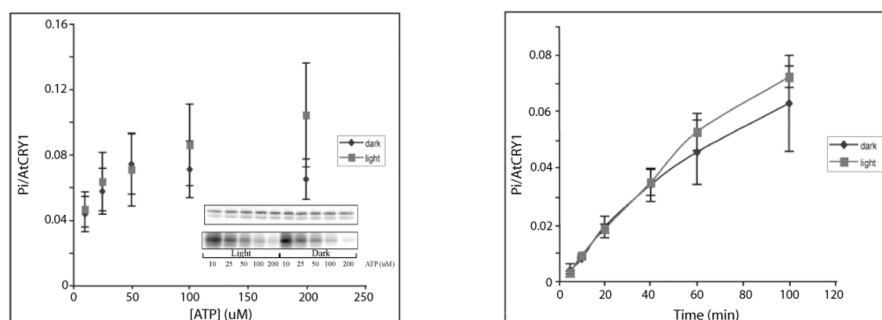 0.16
0.12
0.08
0.04
0
Pi/AtCRY1
dark
light
Light Dark
10 25 50 100 200 10 25 50 100 200 ATP (uM)
0 50 100 150 200 250
[ATP] (uM)
0.08
0.06
0.04
0.02
0
Pi/AtCRY1
dark
light
0 20 40 60 80 100 120
Time (min)